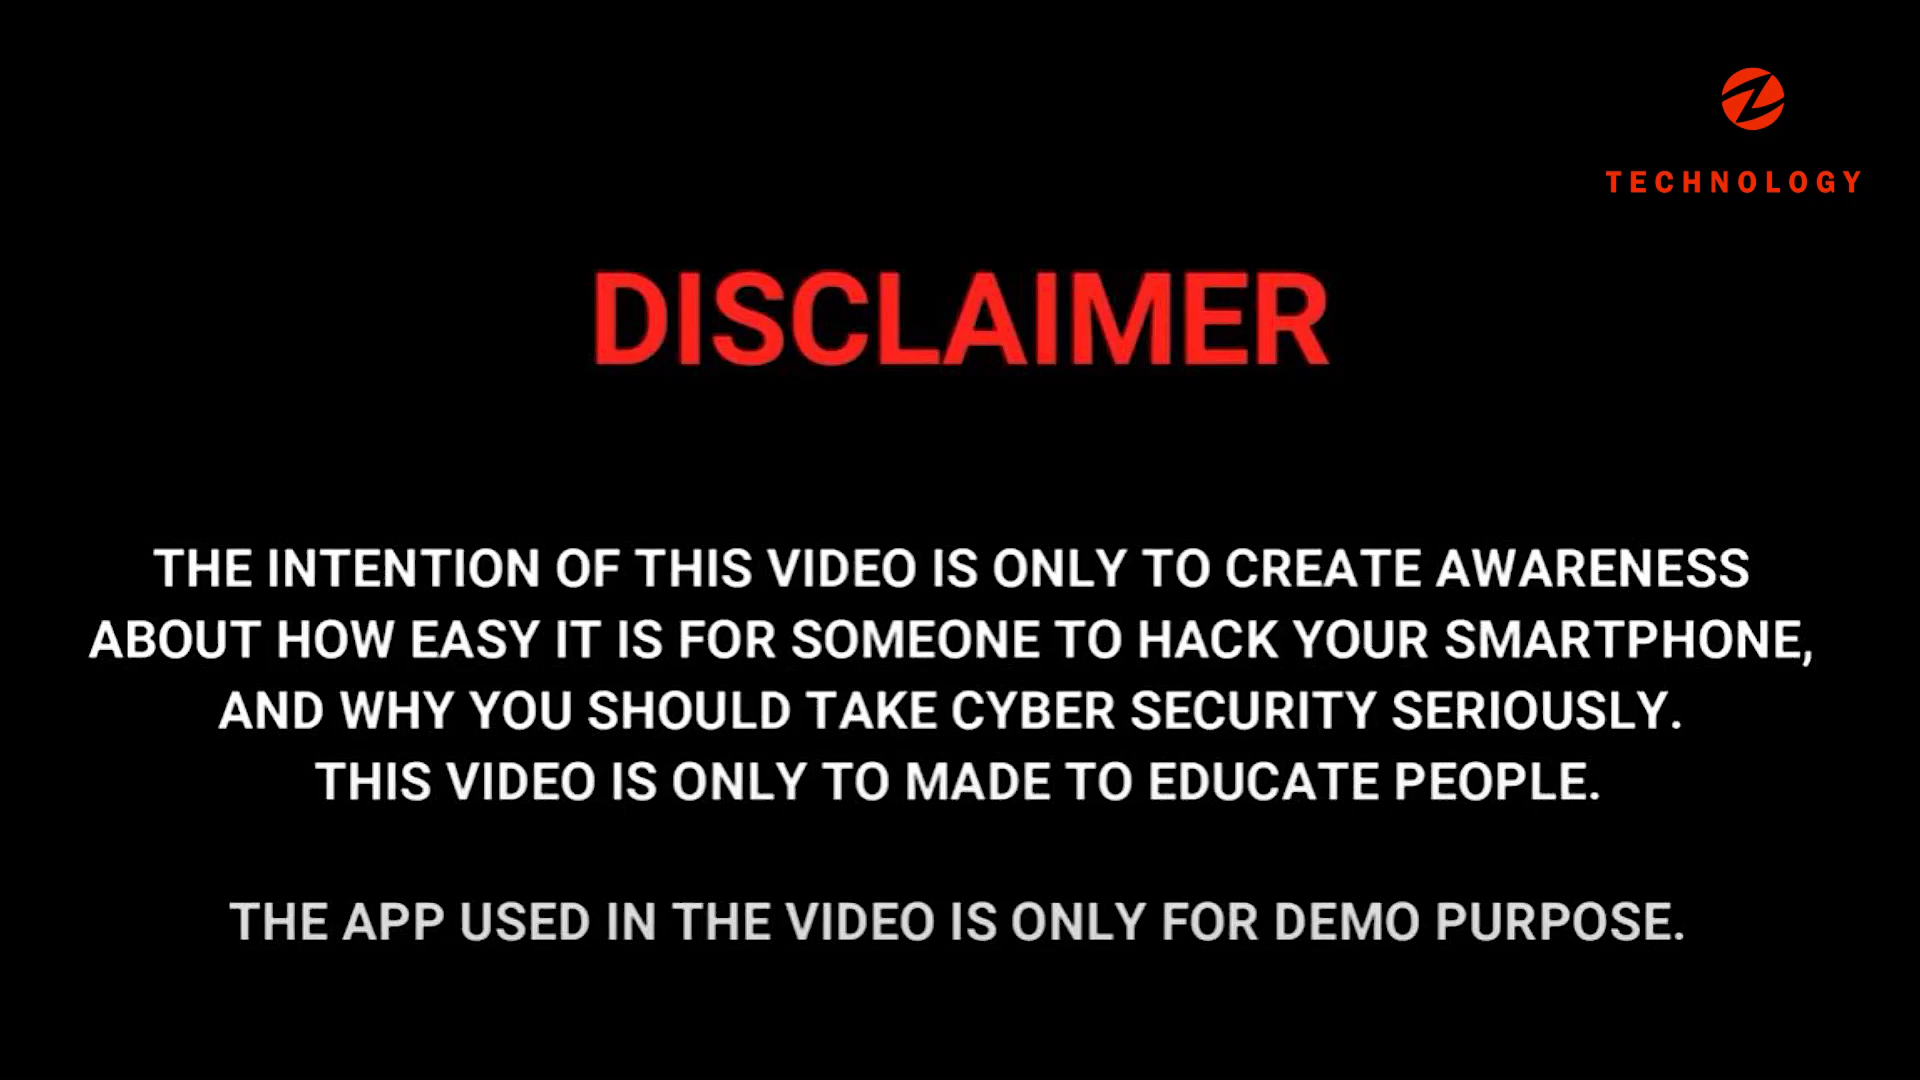 TECHNOLOGY
DISCLAIMER
THE INTENTION OF THIS VIDEO IS ONLY TO CREATE AWARENESS
ABOUT HOW EASY IT IS FOR SOMEONE TO HACK YOUR SMARTPHONE,
AND WHY YOU SHOULD TAKE CYBER SECURITY SERIOUSLY.
THIS VIDEO IS ONLY TO MADE TO EDUCATE PEOPLE.
THE APP USED IN THE VIDEO IS ONLY FOR DEMO PURPOSE.